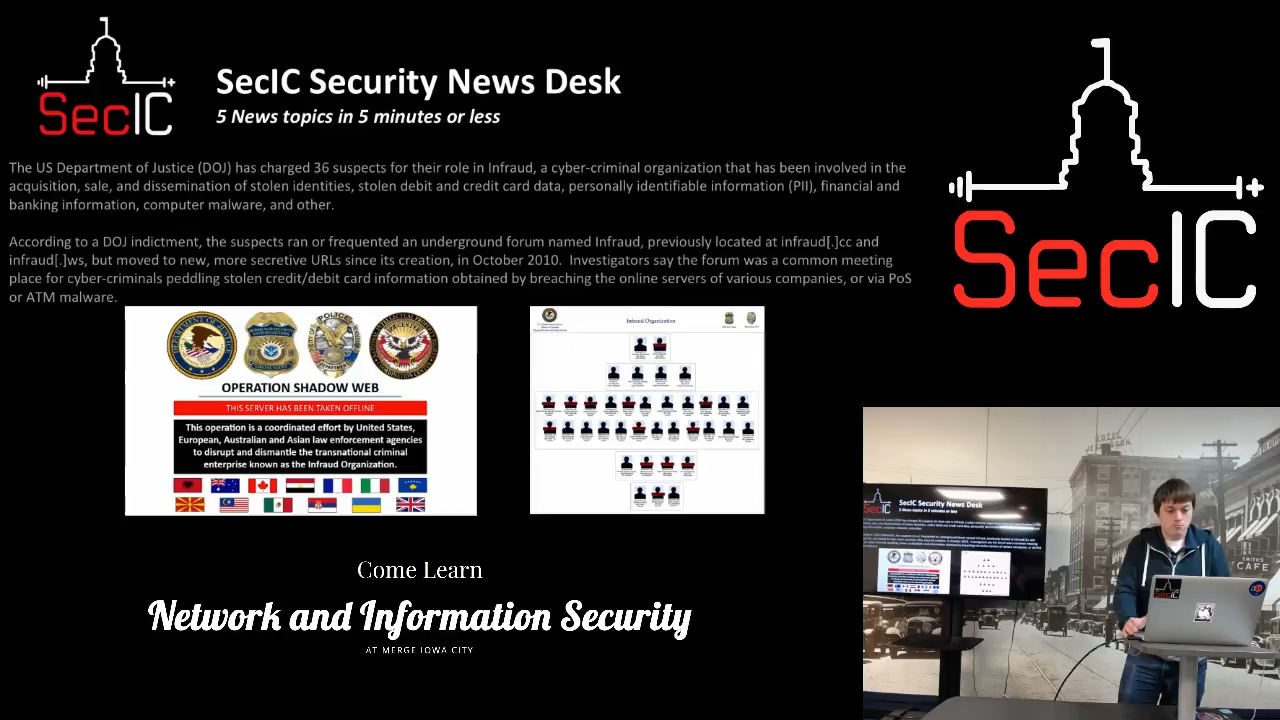 SecIC
SecIC Security News Desk
5 News topics in 5 minutes or less
The US Department of Justice (DOJ) has charged 36 suspects for their role in Infraud, a cyber-criminal organization that has been involved in the
acquisition, sale, and dissemination of stolen identities, stolen debit and credit card data, personally identifiable information (PII), financial and
banking information, computer malware, and other.
According to a DOJ indictment, the suspects ran or frequented an underground forum named Infraud, previously located at infraud[.]cc and
infraud[.]ws, but moved to new, more secretive URLs since its creation, in October 2010. Investigators say the forum was a common meeting
place for cyber-criminals peddling stolen credit/debit card information obtained by breaching the online servers of various companies, or via PoS
or ATM malware.
OPERATION SHADOW WEB
THIS SERVER HAS BEEN TAKEN OFFLINE
This operation is a coordinated effort by United States,
European, Australian and Asian law enforcement agencies
to disrupt and dismantle the transnational criminal
enterprise known as the Infraud Organization.
Infraud Organization
Come Learn
Network and Information Security
AT MERGE IOWA CITY
SecIC
SecIC Security News Desk
5 News topics in 5 minutes or less
CAFE